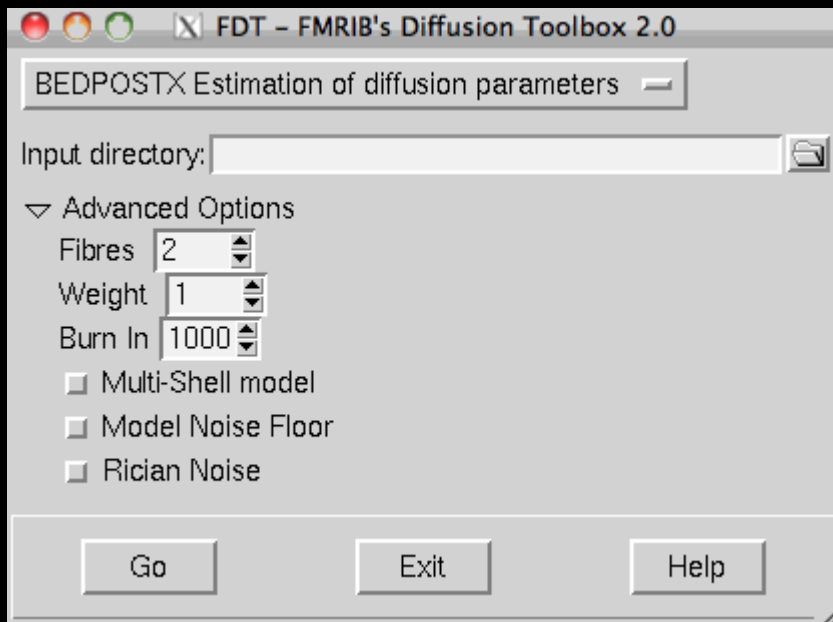 FDT – FMRIB's Diffusion Toolbox 2.0
BEDPOSTX Estimation of diffusion parameters
Input directory:
Advanced Options
Fibres 2
Weight 1
Burn In 1000
Multi-Shell model
Model Noise Floor
Rician Noise
Go Exit Help